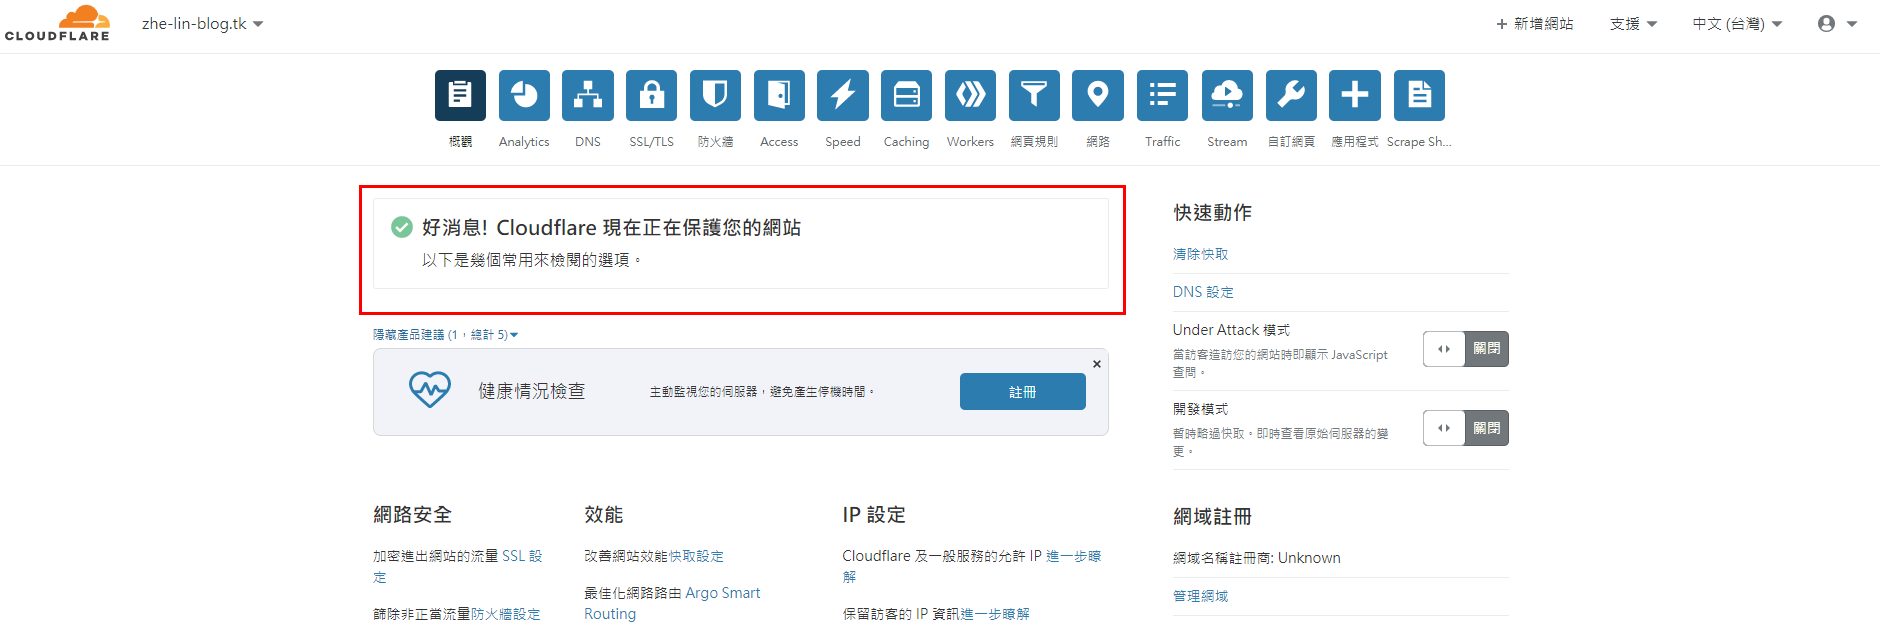 CLOUDFLARE
zhe-lin-blog.tk
+ 新增網站
支援
中文 (台灣)
概觀
Analytics
DNS
SSL/TLS
防火牆
Access
Speed
Caching
Workers
網頁規則
網路
Traffic
Stream
自訂網頁
應用程式
Scrape Sh...
好消息! Cloudflare 現在正在保護您的網站
以下是幾個常用來檢閱的選項。
隱藏產品建議 (1，總計 5)
健康情況檢查
主動監視您的伺服器，避免產生停機時間。
註冊
×
網路安全
加密進出網站的流量 SSL 設
定
篩除非正當流量防火牆設定
效能
改善網站效能快取設定
最佳化網路路由 Argo Smart
Routing
IP 設定
Cloudflare 及一般服務的允許 IP 進一步瞭
解
保留訪客的 IP 資訊進一步瞭解
快速動作
清除快取
DNS 設定
Under Attack 模式
當訪客造訪您的網站時即顯示 JavaScript
查問。
關閉
開發模式
暫時略過快取。即時查看原始伺服器的變
更。
關閉
網域註冊
網域名稱註冊商: Unknown
管理網域